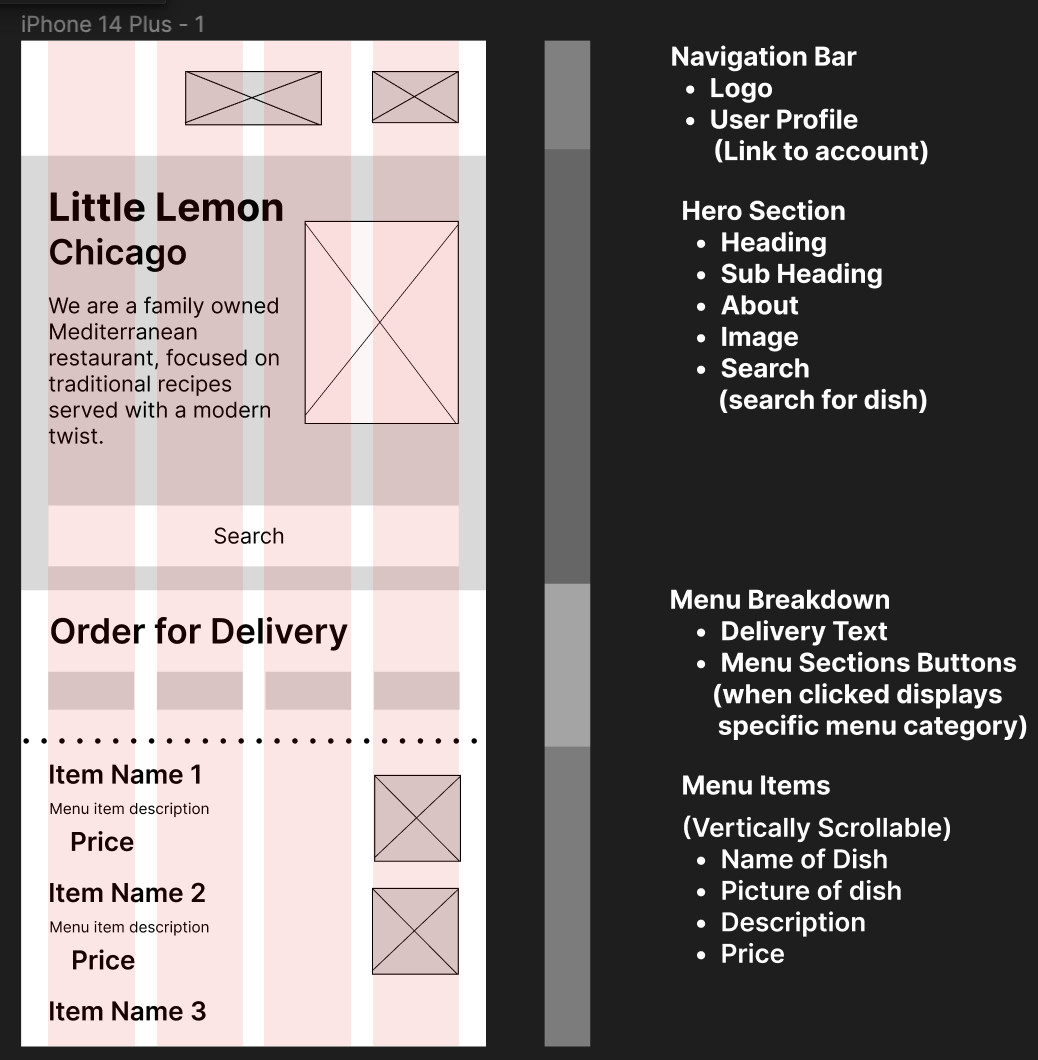 iPhone 14 Plus - 1
Little Lemon
Chicago
We are a family owned
Mediterranean
restaurant, focused on
traditional recipes
served with a modern
twist.
Search
Order for Delivery
Item Name 1
Menu item description
Price
Item Name 2
Menu item description
Price
Item Name 3
Navigation Bar
• Logo
• User Profile
(Link to account)
Hero Section
• Heading
• Sub Heading
• About
• Image
• Search
(search for dish)
Menu Breakdown
• Delivery Text
• Menu Sections Buttons
(when clicked displays
specific menu category)
Menu Items
(Vertically Scrollable)
• Name of Dish
• Picture of dish
• Description
• Price